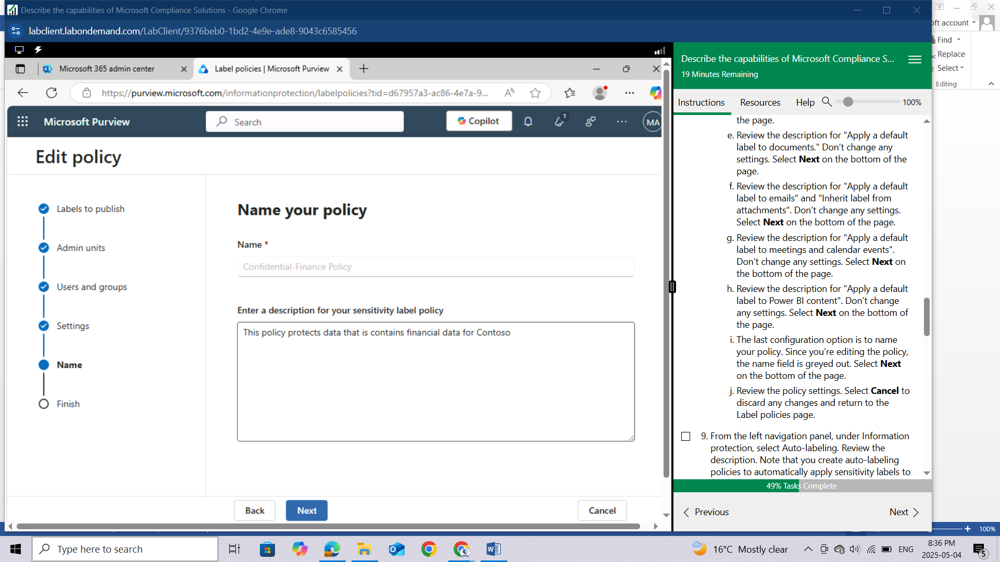 Describe the capabilities of Microsoft Compliance Solutions - Google Chrome
labclient.labondemand.com/LabClient/9376beb0-1bd2-4e9e-ade8-9043c6585456
Microsoft 365 admin center
Label policies | Microsoft Purview
https://purview.microsoft.com/informationprotection/labelpolicies?tid=d67957a3-ac86-4e7a-9...
Microsoft Purview
Search
Copilot
1
MA
Edit policy
Labels to publish
Admin units
Users and groups
Settings
Name
Finish
Name your policy
Name *
Confidential-Finance Policy
Enter a description for your sensitivity label policy
This policy protects data that is contains financial data for Contoso
Back
Next
Cancel
Describe the capabilities of Microsoft Compliance S...
19 Minutes Remaining
Instructions
Resources
Help
100%
the page.
e. Review the description for "Apply a default
label to documents." Don’t change any
settings. Select Next on the bottom of the
page.
f. Review the description for "Apply a default
label to emails" and "Inherit label from
attachments". Don’t change any settings.
Select Next on the bottom of the page.
g. Review the description for "Apply a default
label to meetings and calendar events".
Don’t change any settings. Select Next on
the bottom of the page.
h. Review the description for "Apply a default
label to Power BI content". Don’t change
any settings. Select Next on the bottom of
the page.
i. The last configuration option is to name
your policy. Since you're editing the policy,
the name field is greyed out. Select Next
on the bottom of the page.
j. Review the policy settings. Select Cancel to
discard any changes and return to the
Label policies page.
9. From the left navigation panel, under Information
protection, select Auto-labeling. Review the
description. Note that you create auto-labeling
policies to automatically apply sensitivity labels to
49% Tasks Complete
Previous
Next
account
Find
Replace
Select
Editing
100%
Type here to search
16°C Mostly clear
ENG
8:36 PM
2025-05-04
5